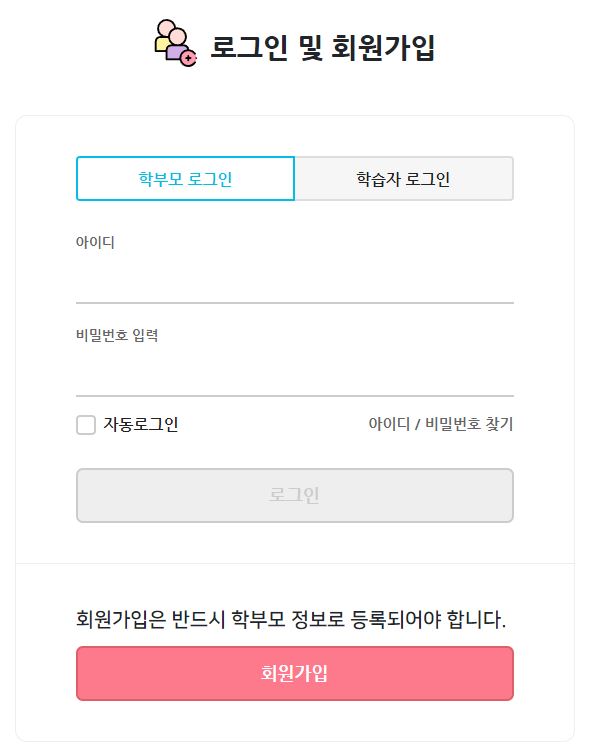 로그인 및 회원가입
학부모 로그인 학습자 로그인
아이디
비밀번호 입력
자동로그인 아이디 / 비밀번호 찾기
로그인
회원가입은 반드시 학부모 정보로 등록되어야 합니다.
회원가입